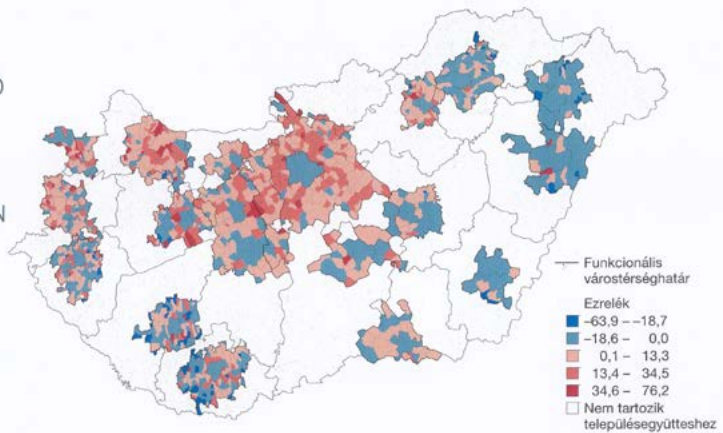 O
N
Funkcionális
várostérséghatár
Ezrelék
−63,9 – −18,7
−18,6 – 0,0
0,1 – 13,3
13,4 – 34,5
34,6 – 76,2
Nem tartozik
településegyütteshez